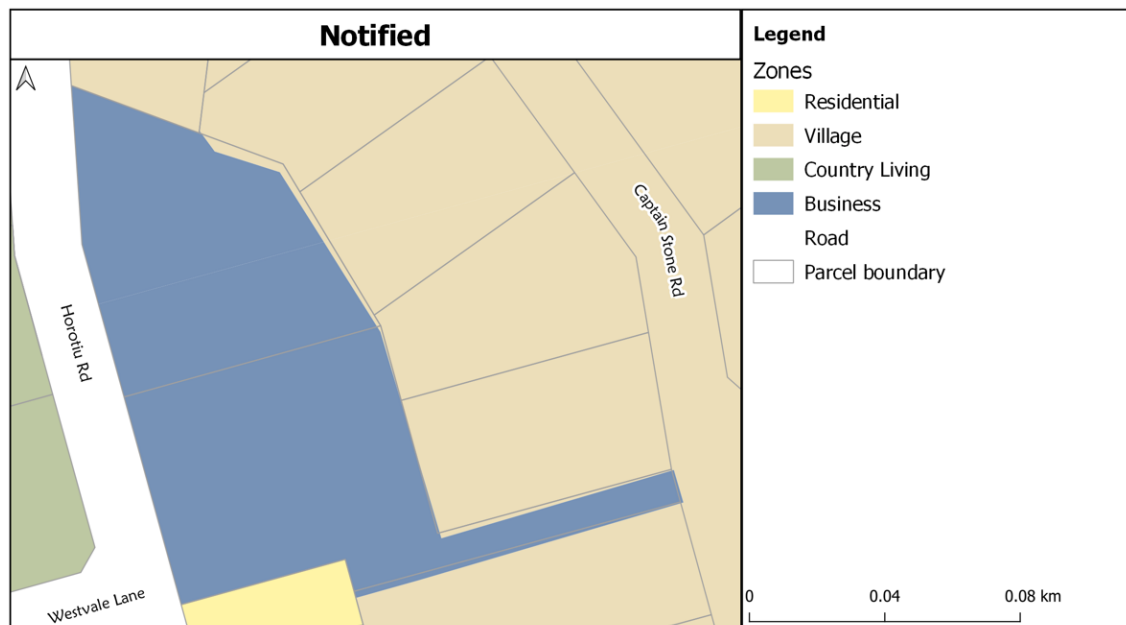 Notified
Captain Stone Rd
Horotiu Rd
Westvale Lane
Legend
Zones
Residential
Village
Country Living
Business
Road
Parcel boundary
0 0.04 0.08 km